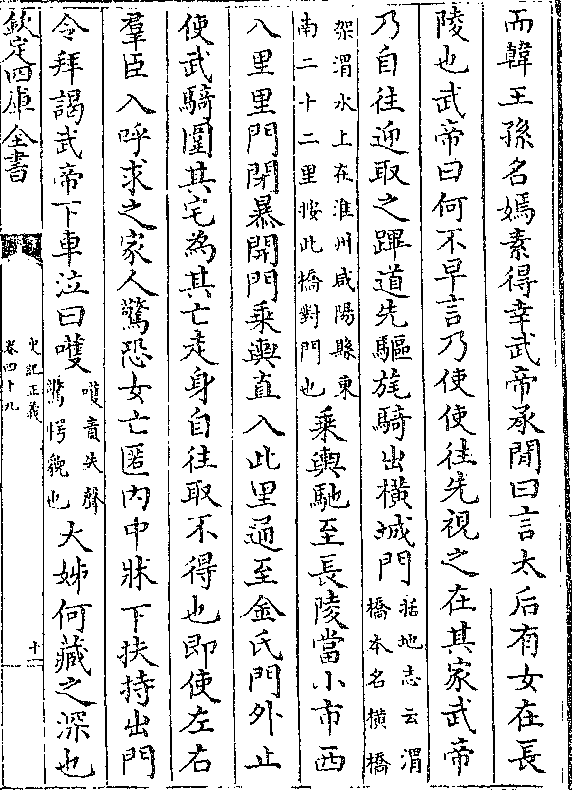 而韓王孫名嫣素得幸武帝承閒曰言太后有女在長
陵也武帝曰何不早言乃使使往先視之在其家武帝
乃自往迎取之蹕道先驅旄騎出横城門括地志云渭
橋本名横橋
架渭水上在淮州咸陽縣東
南二十二里按此橋對門也乘輿馳至長陵當小市西
入里里門閉暴開門乘輿直入此里通至金氏門外止
使武騎圍其宅為其亡走身自往取不得也即使左右
羣臣入呼求之家人驚恐女亡匿内中牀下扶持出門
令拜謁武帝下車泣曰嚄嚄責失聲
驚愕貌也大姊何藏之深也
欽定四庫全書
史記正義
卷四十九